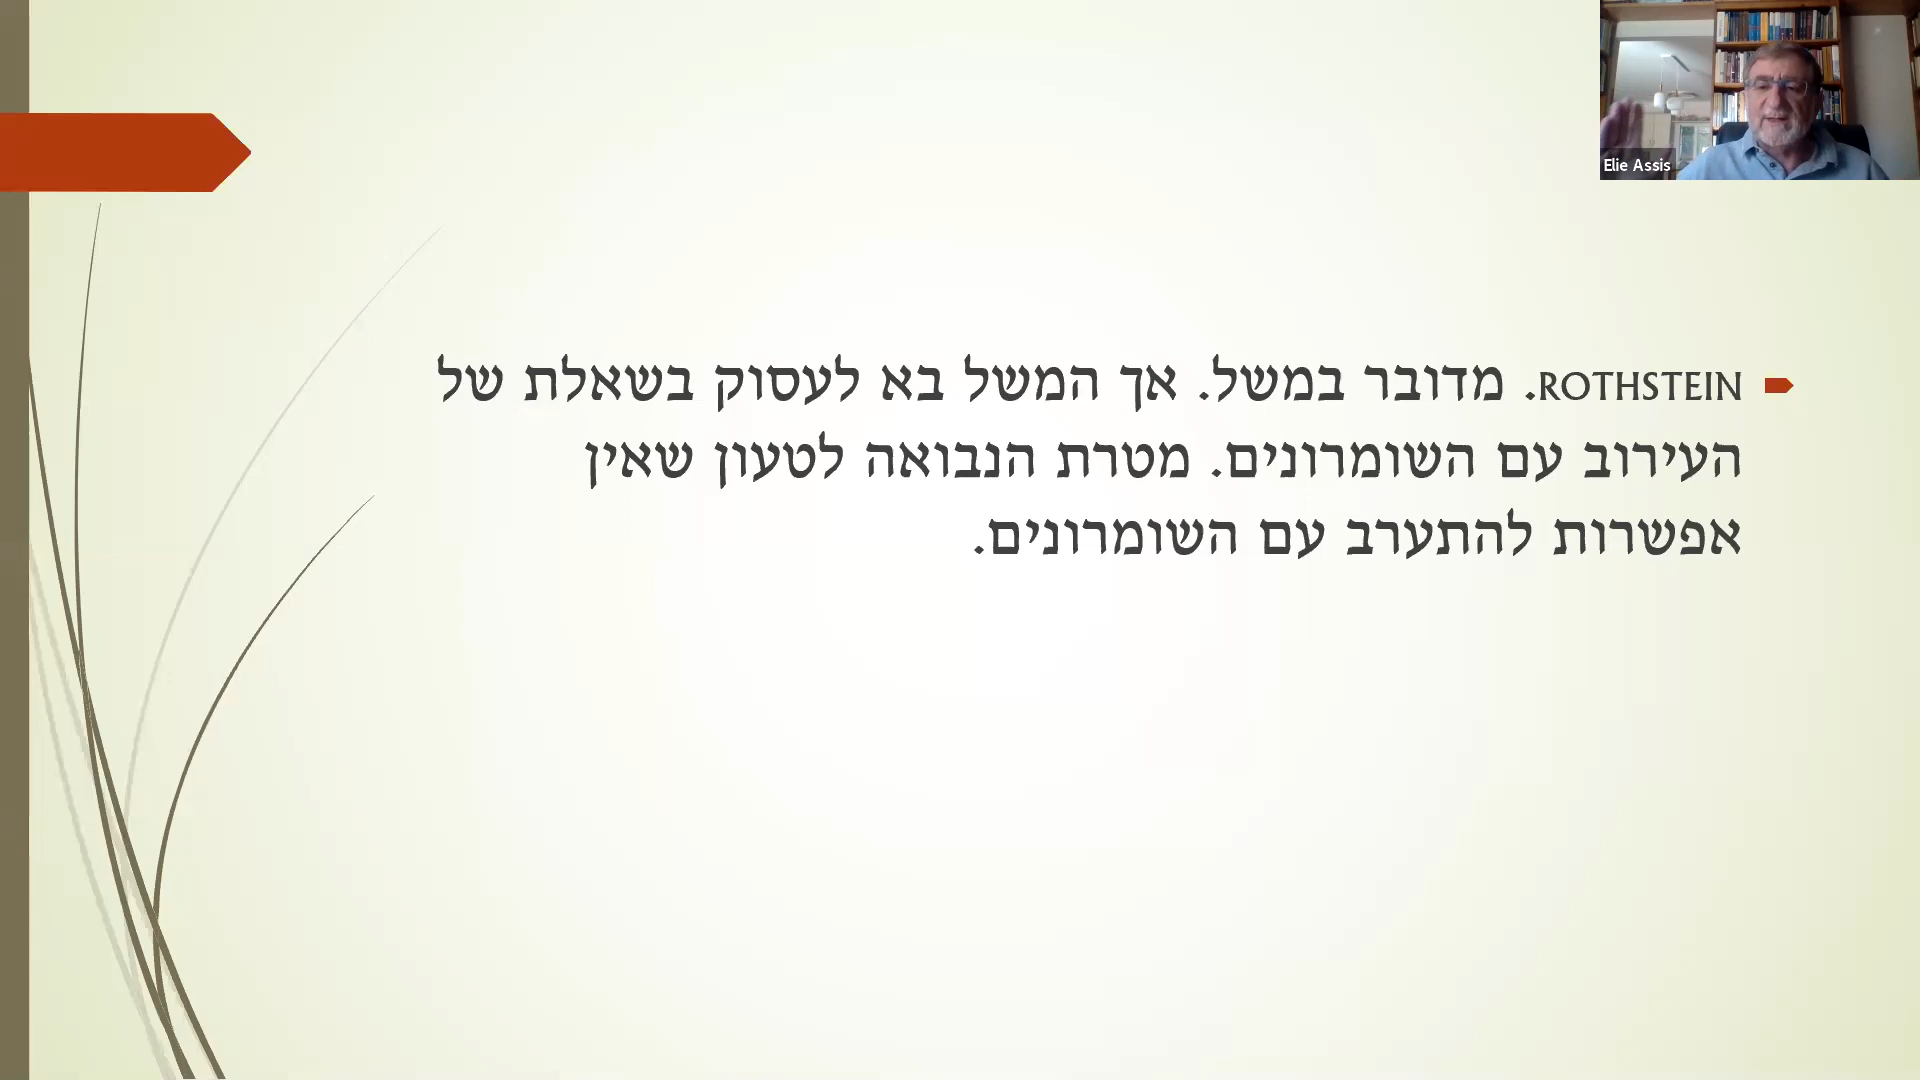 Elie Assis
ROTHSTEIN. מדובר במשל. אך המשל בא לעסוק בשאלת של
העירוב עם השומרונים. מטרת הנבואה לטעון שאין
אפשרות להתערב עם השומרונים.